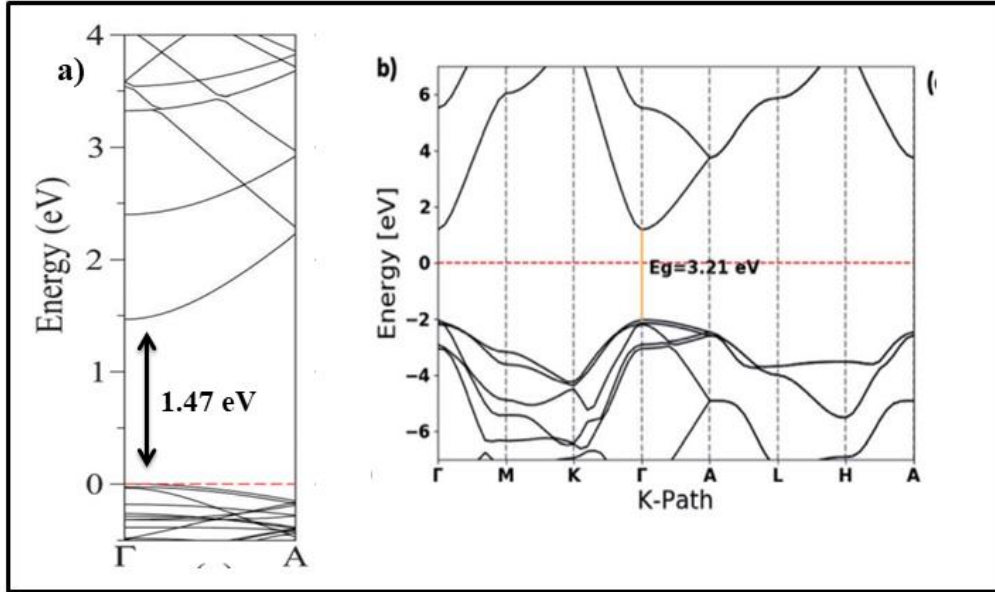 a)
4
3
2
1
0
Energy (eV)
1.47 eV
Γ
A
b)
6
4
2
0
−2
−4
−6
Energy [eV]
Eg=3.21 eV
Γ
M
K
Γ
A
L
H
A
K-Path